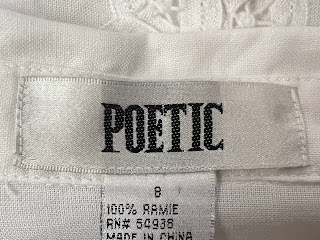 POETIC
8
100% RAMIE
RN# 54938
MADE IN CHINA